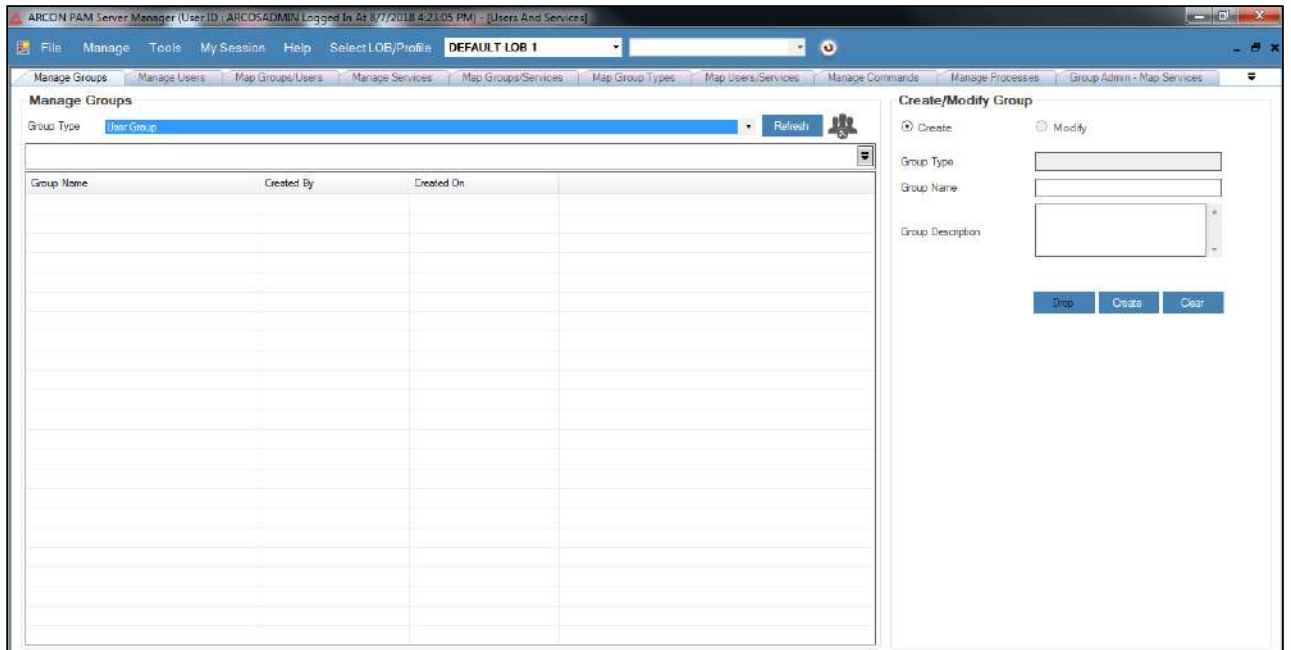 ARCON PAM Server Manager (User ID : ARCOSADMIN Logged In At 8/7/2018 4:23:05 PM) - [Users And Services]
File Manage Tools My Session Help Select LOB/Profile DEFAULT LOB 1
Manage Groups Manage Users Map Groups/Users Manage Services Map Groups/Services Map Group Types Map Users/Services Manage Commands Manage Processes Group Admin - Map Services
Manage Groups Create/Modify Group
Group Type User Group Refresh Create Modify
Group Type
Group Name Created By Created On Group Name
Group Description
Drop Create Clear